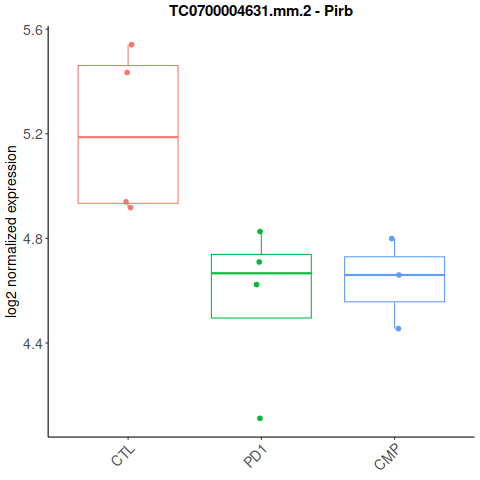 TC0700004631.mm.2 - Pirb
log2 normalized expression
5.6
5.2
4.8
4.4
CTL
PD1
CMP